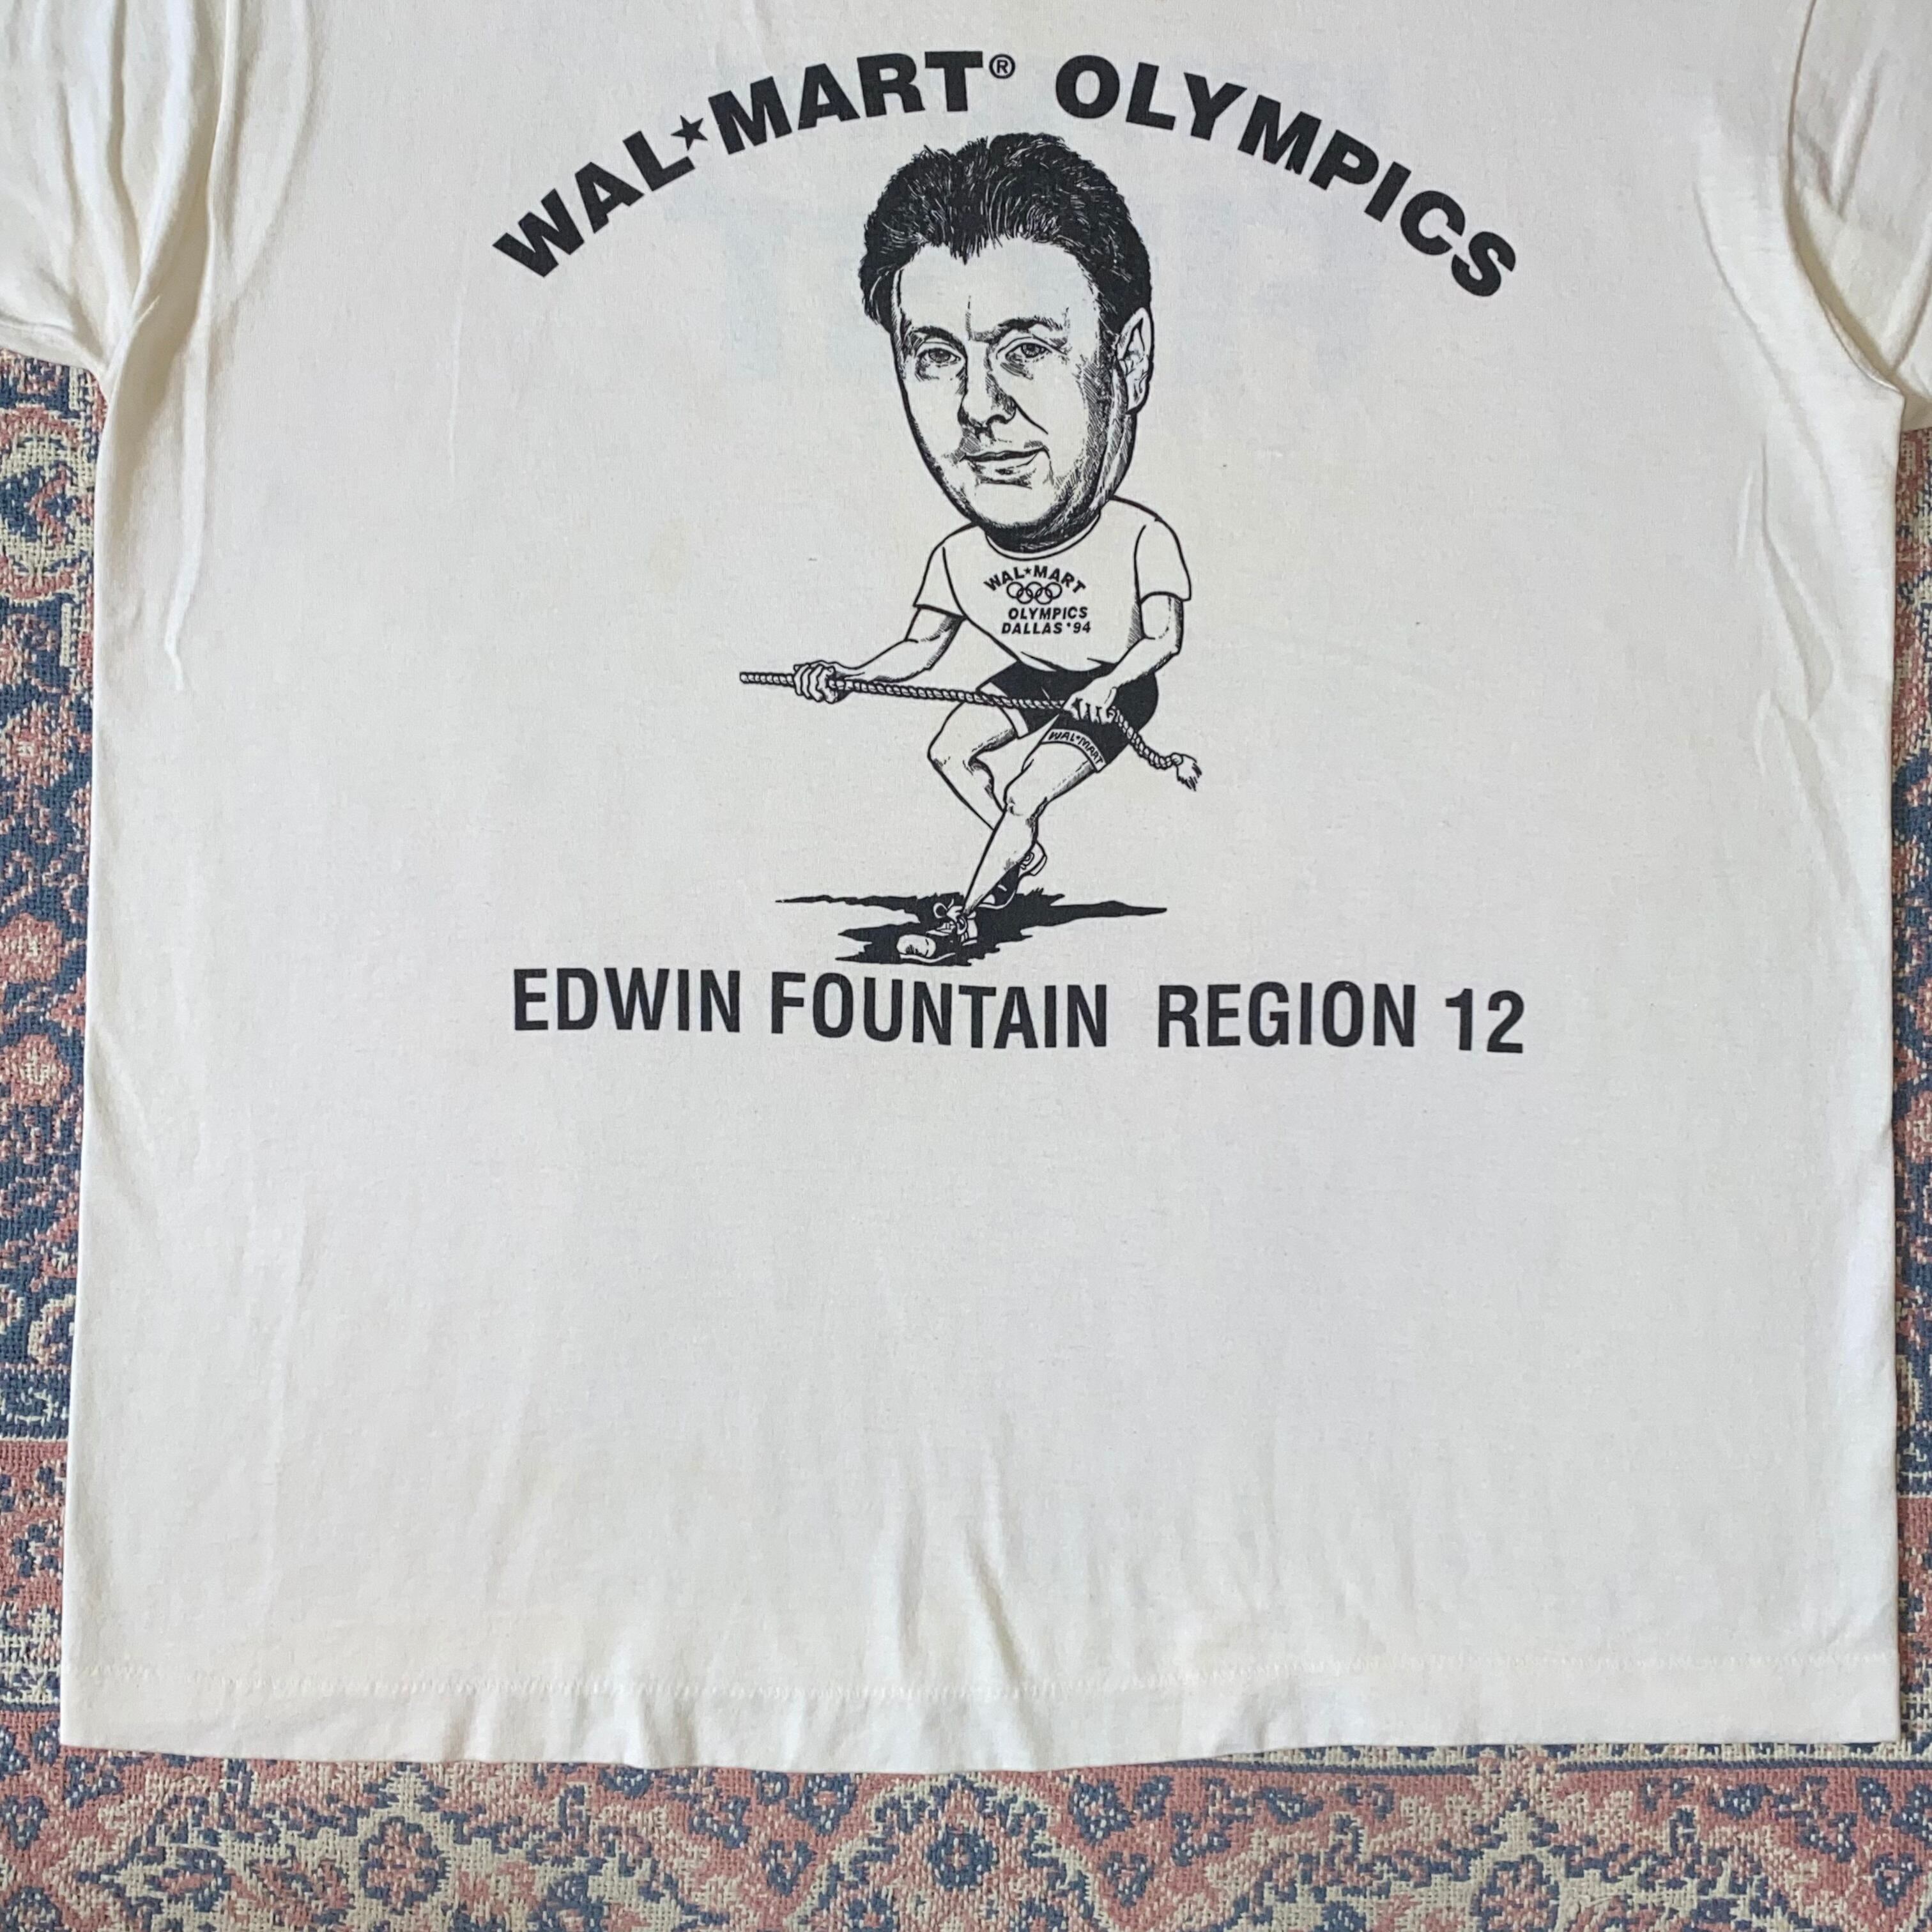 WAL★MART® OLYMPICS
WAL★MART
OLYMPICS
DALLAS '94
WAL★MART
EDWIN FOUNTAIN REGION 12